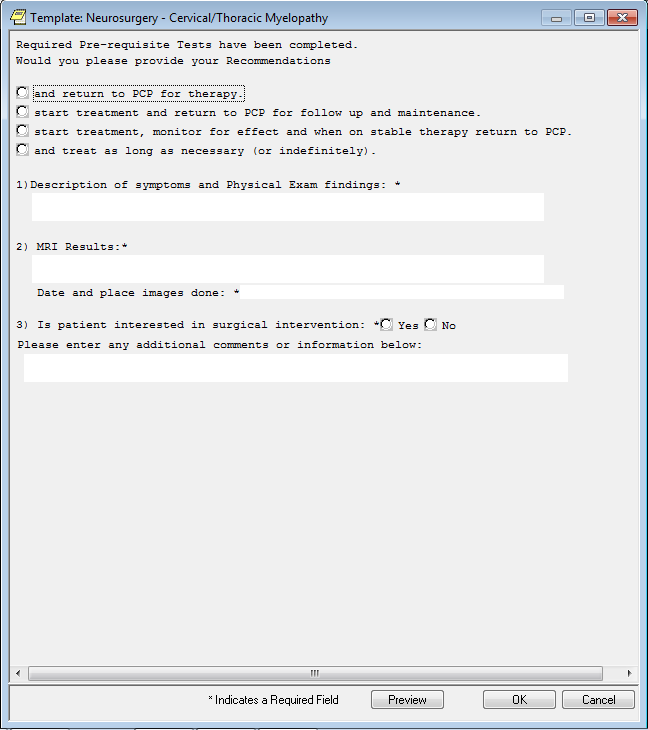 Template: Neurosurgery - Cervical/Thoracic Myelopathy
Required Pre-requisite Tests have been completed.
Would you please provide your Recommendations
and return to PCP for therapy.
start treatment and return to PCP for follow up and maintenance.
start treatment, monitor for effect and when on stable therapy return to PCP.
and treat as long as necessary (or indefinitely).
1)Description of symptoms and Physical Exam findings: *
2) MRI Results:*
Date and place images done: *
3) Is patient interested in surgical intervention: * Yes No
Please enter any additional comments or information below:
* Indicates a Required Field Preview OK Cancel